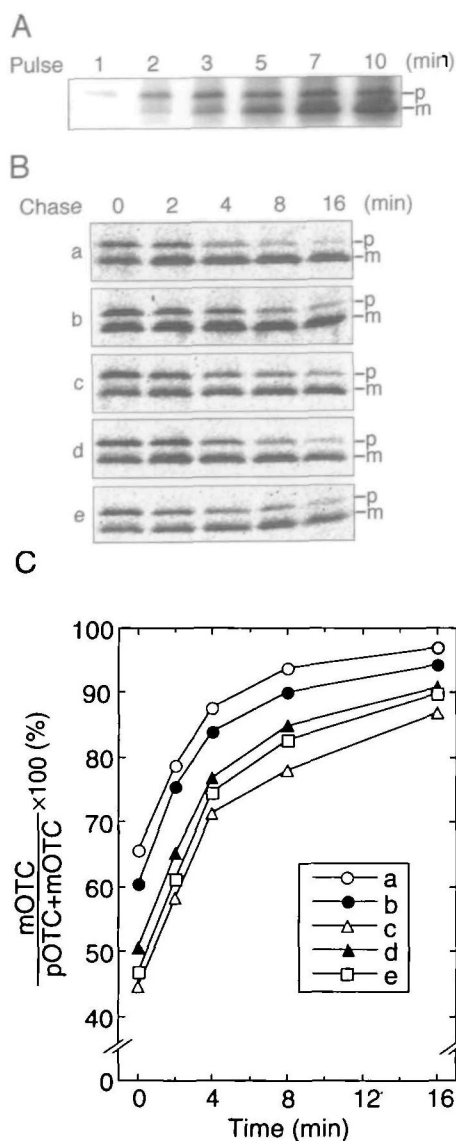 A
Pulse 1 2 3 5 7 10 (min)
p
m
B
Chase 0 2 4 8 16 (min)
a
p
m
b
p
m
c
p
m
d
p
m
e
p
m
C
100
90
80
70
60
50
40
0
mOTC
pOTC+mOTC
×100 (%)
a
b
c
d
e
0 4 8 12 16
Time (min)